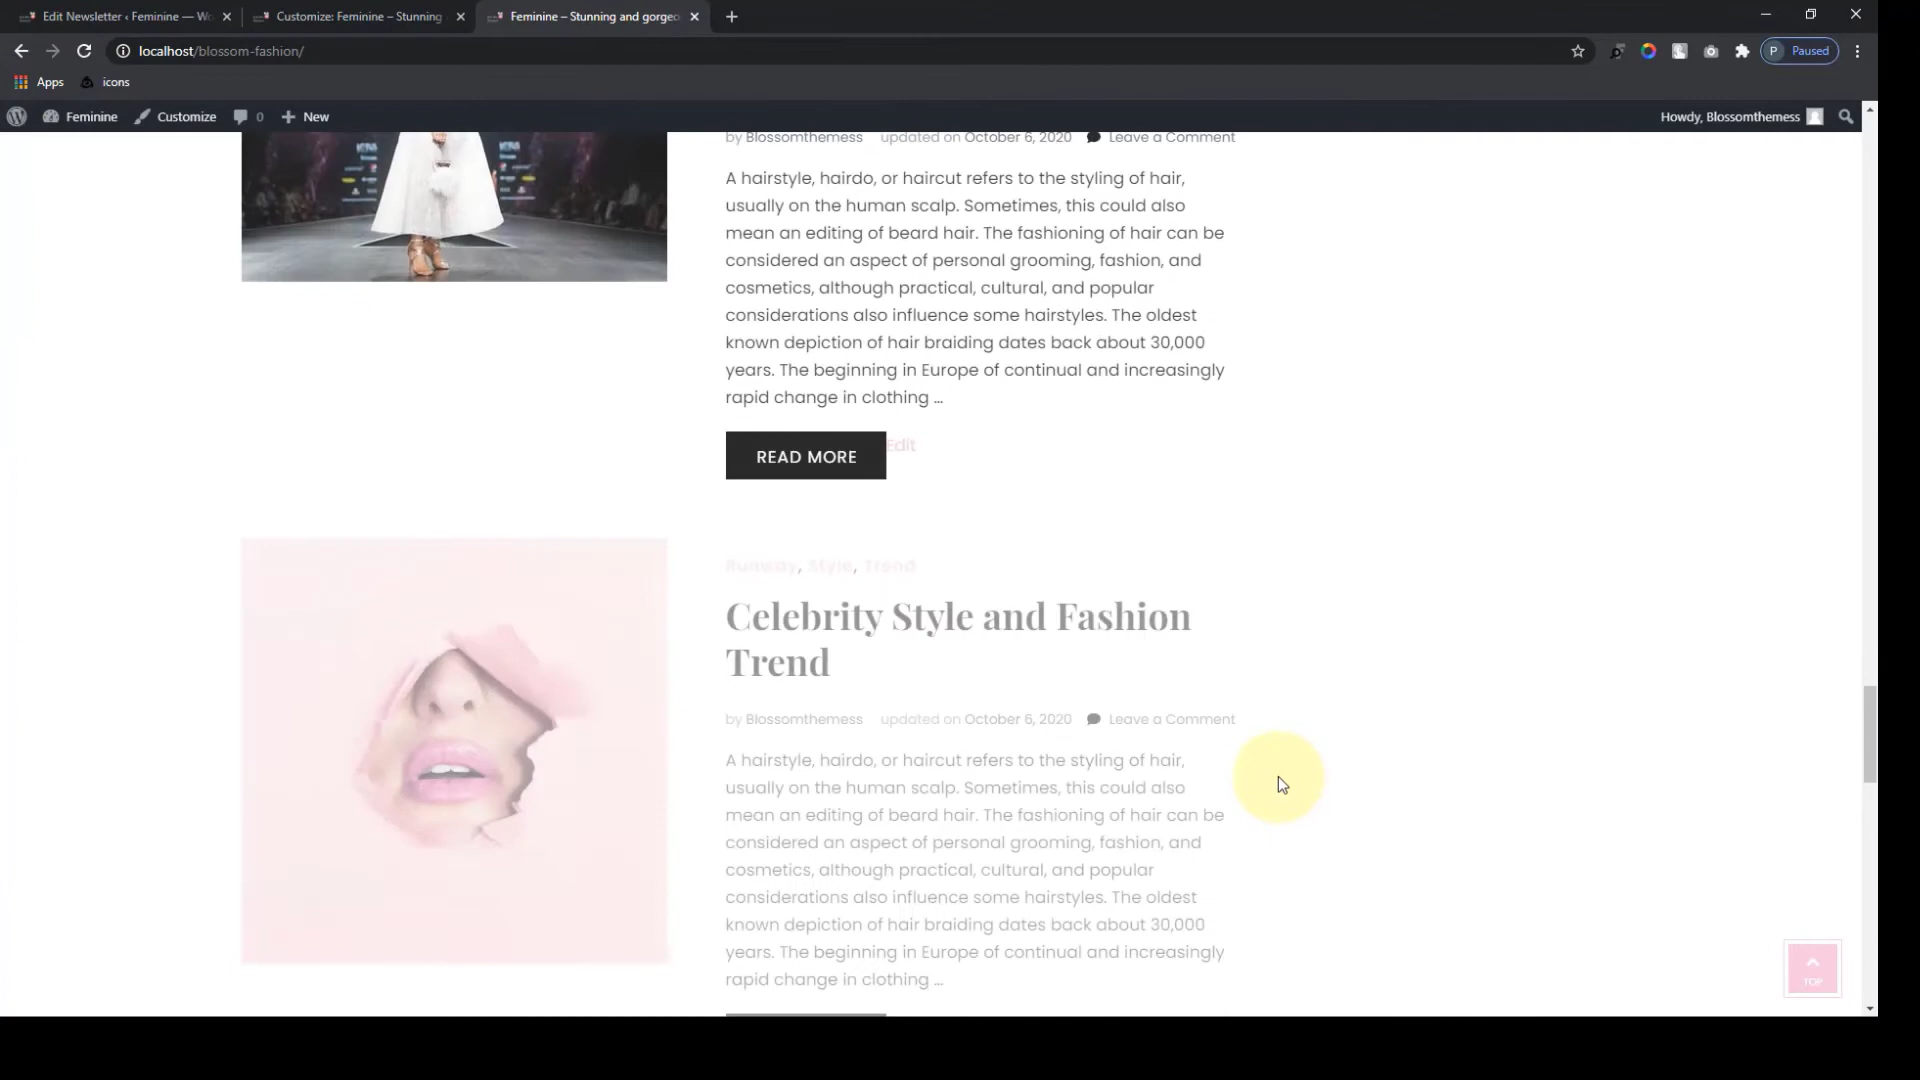 Edit Newsletter ‹ Feminine — Wo
Customize: Feminine – Stunning
Feminine – Stunning and gorgeo
localhost/blossom-fashion/
P Paused
Apps icons
Feminine Customize 0 New
Howdy, Blossomthemess
by Blossomthemess updated on October 6, 2020 Leave a Comment
A hairstyle, hairdo, or haircut refers to the styling of hair,
usually on the human scalp. Sometimes, this could also
mean an editing of beard hair. The fashioning of hair can be
considered an aspect of personal grooming, fashion, and
cosmetics, although practical, cultural, and popular
considerations also influence some hairstyles. The oldest
known depiction of hair braiding dates back about 30,000
years. The beginning in Europe of continual and increasingly
rapid change in clothing …
READ MORE Edit
Runway, Style, Trend
Celebrity Style and Fashion
Trend
by Blossomthemess updated on October 6, 2020 Leave a Comment
A hairstyle, hairdo, or haircut refers to the styling of hair,
usually on the human scalp. Sometimes, this could also
mean an editing of beard hair. The fashioning of hair can be
considered an aspect of personal grooming, fashion, and
cosmetics, although practical, cultural, and popular
considerations also influence some hairstyles. The oldest
known depiction of hair braiding dates back about 30,000
years. The beginning in Europe of continual and increasingly
rapid change in clothing …
TOP